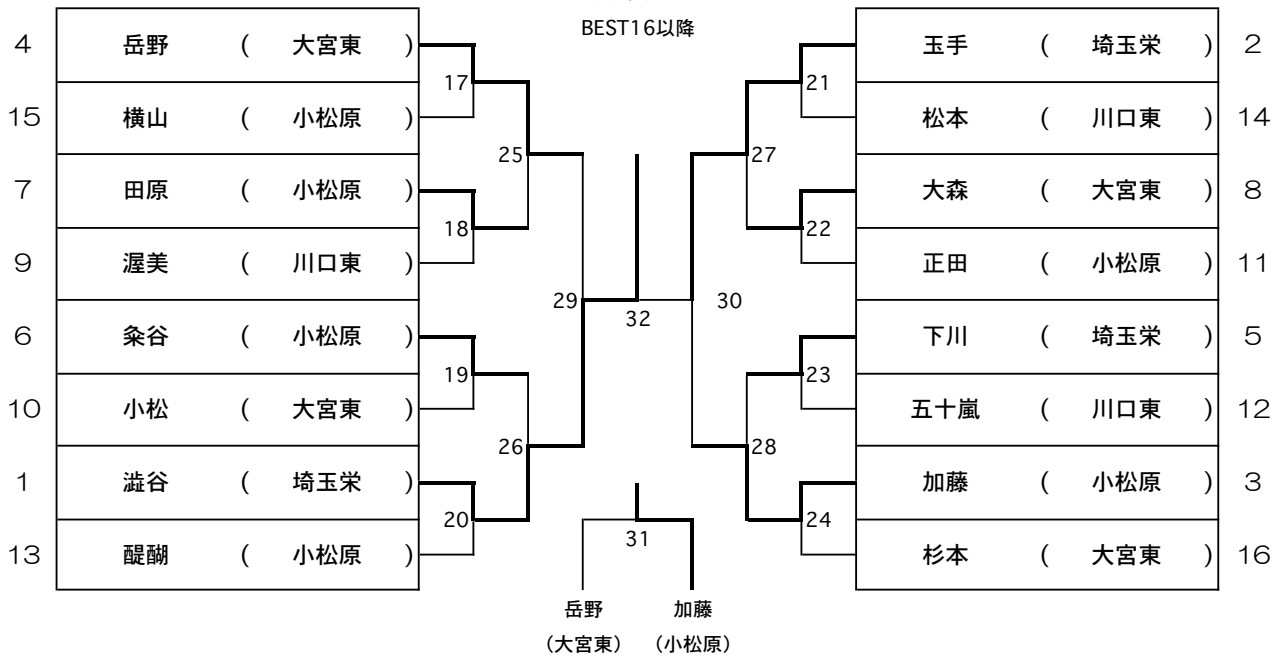 BEST16以降
4 岳野 ( 大宮東 )
15 横山 ( 小松原 )
7 田原 ( 小松原 )
9 渥美 ( 川口東 )
6 粂谷 ( 小松原 )
10 小松 ( 大宮東 )
1 澁谷 ( 埼玉栄 )
13 醍醐 ( 小松原 )
17
18
19
20
25
26
29
32
30
31
27
28
21
22
23
24
玉手 ( 埼玉栄 ) 2
松本 ( 川口東 ) 14
大森 ( 大宮東 ) 8
正田 ( 小松原 ) 11
下川 ( 埼玉栄 ) 5
五十嵐 ( 川口東 ) 12
加藤 ( 小松原 ) 3
杉本 ( 大宮東 ) 16
岳野 加藤
(大宮東) (小松原)